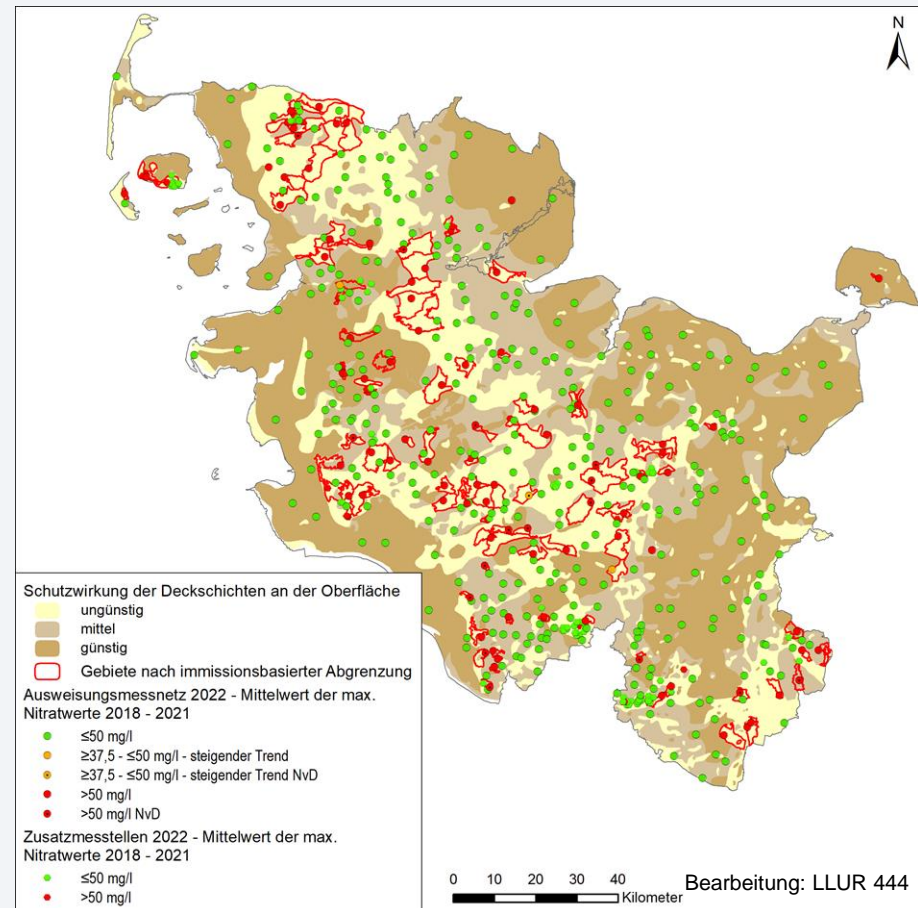 N
Schutzwirkung der Deckschichten an der Oberfläche
ungünstig
mittel
günstig
Gebiete nach immissionsbasierter Abgrenzung
Ausweisungsmessnetz 2022 - Mittelwert der max.
Nitratwerte 2018 - 2021
≤50 mg/l
≥37,5 - ≤50 mg/l - steigender Trend
≥37,5 - ≤50 mg/l - steigender Trend NvD
>50 mg/l
>50 mg/l NvD
Zusatzmesstellen 2022 - Mittelwert der max.
Nitratwerte 2018 - 2021
≤50 mg/l
>50 mg/l
0 10 20 30 40
Kilometer
Bearbeitung: LLUR 444